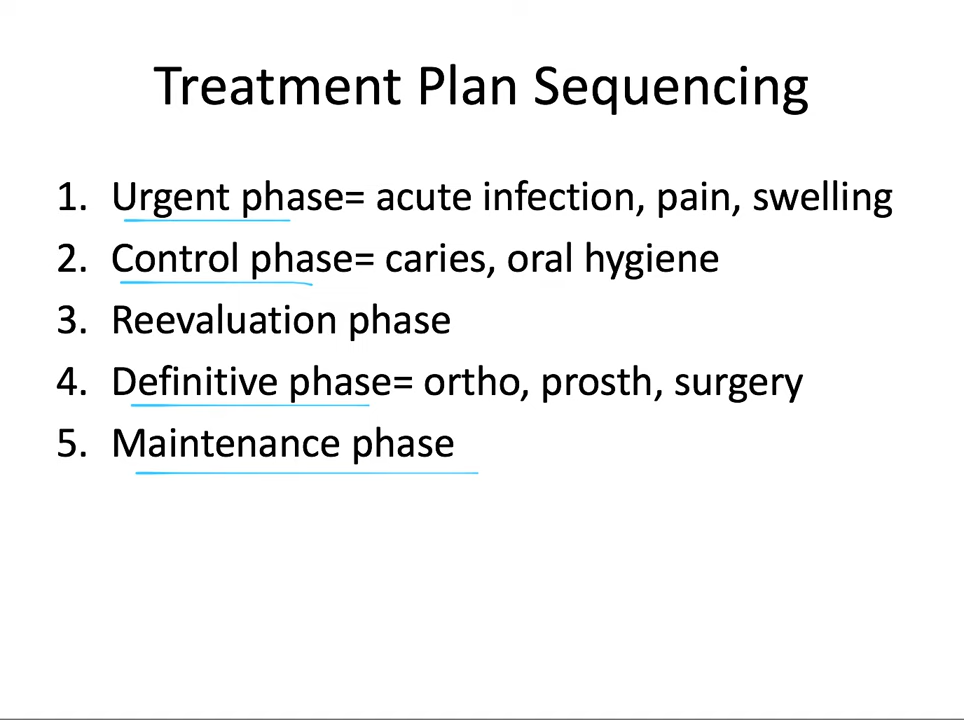 Treatment Plan Sequencing
1. Urgent phase= acute infection, pain, swelling
2. Control phase= caries, oral hygiene
3. Reevaluation phase
4. Definitive phase= ortho, prosth, surgery
5. Maintenance phase